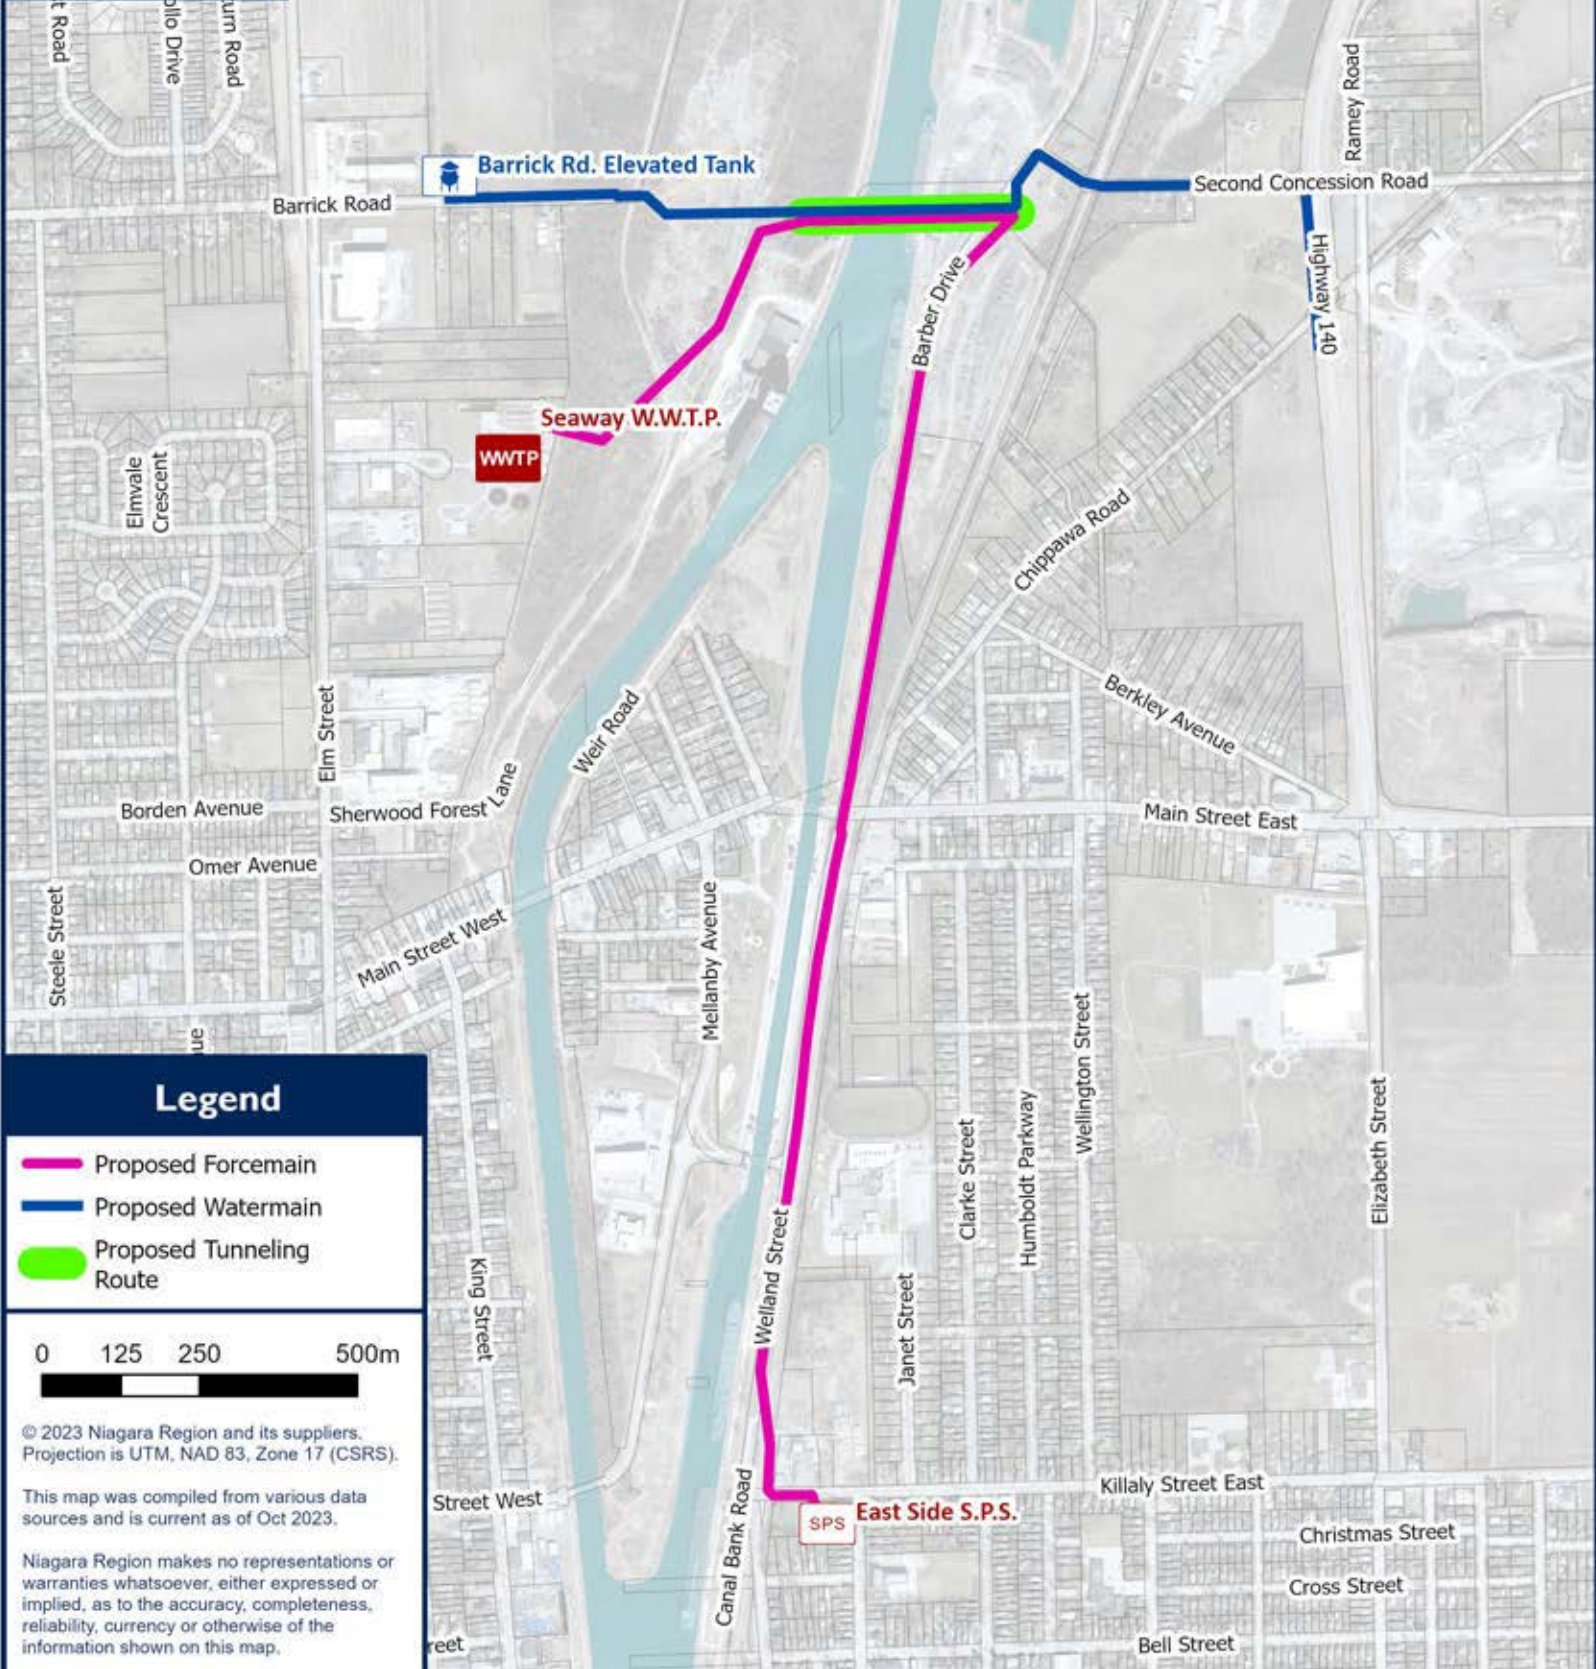 t Road
ollo Drive
urn Road
Ramey Road
Barrick Rd. Elevated Tank
Second Concession Road
Barrick Road
Highway 140
Barber Drive
Seaway W.W.T.P.
WWTP
Elmvale
Crescent
Chippawa Road
Berkley Avenue
Weir Road
Elm Street
Borden Avenue
Sherwood Forest Lane
Main Street East
Omer Avenue
Steele Street
Main Street West
Mellanby Avenue
Wellington Street
ue
Legend
Proposed Forcemain
Proposed Watermain
Proposed Tunneling
Route
0 125 250 500m
© 2023 Niagara Region and its suppliers.
Projection is UTM, NAD 83, Zone 17 (CSRS).
This map was compiled from various data
sources and is current as of Oct 2023.
Niagara Region makes no representations or
warranties whatsoever, either expressed or
implied, as to the accuracy, completeness,
reliability, currency or otherwise of the
information shown on this map.
Clarke Street
Humboldt Parkway
Elizabeth Street
King Street
Welland Street
Janet Street
Street West
Canal Bank Road
Killaly Street East
SPS
East Side S.P.S.
Christmas Street
Cross Street
Bell Street
reet